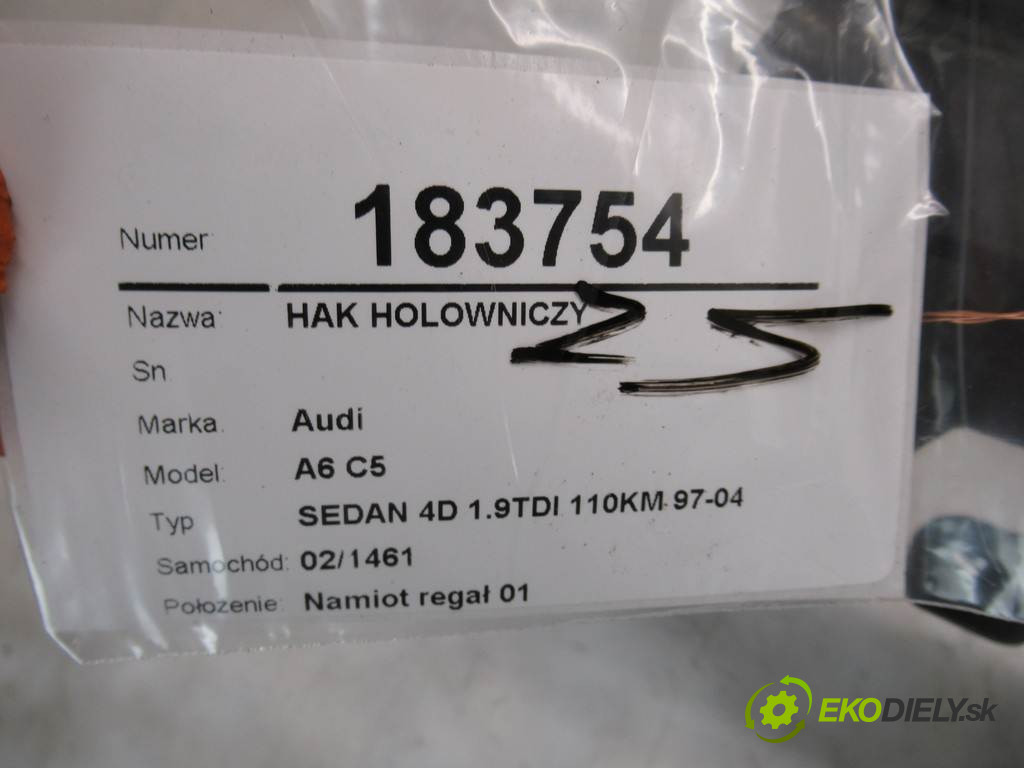 Numer 183754
Nazwa: HAK HOLOWNICZY
Sn
Marka: Audi
Model: A6 C5
Typ SEDAN 4D 1.9TDI 110KM 97-04
Samochód: 02/1461
Położenie: Namiot regał 01
EKODIELY.sk